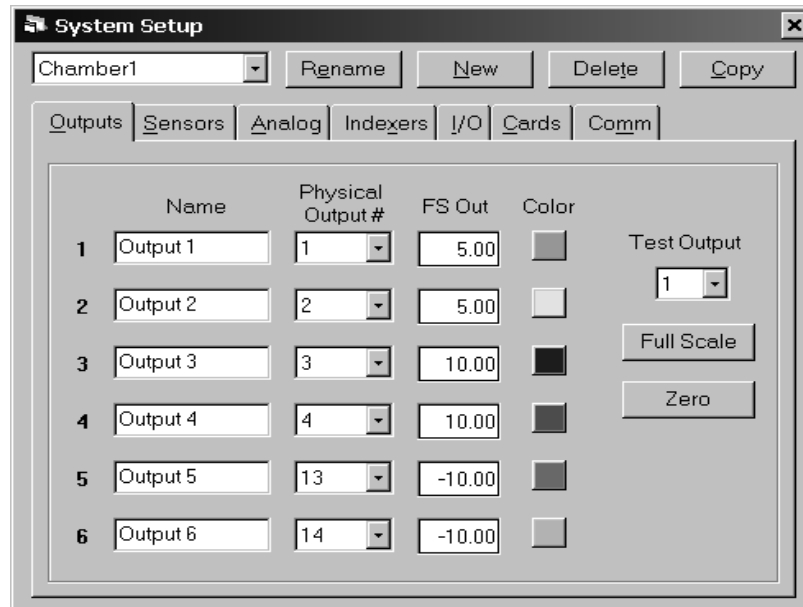 System Setup
Chamber1 Rename New Delete Copy
Outputs Sensors Analog Indexers I/O Cards Comm
Name Physical Output # FS Out Color
1 Output 1 1 5.00
2 Output 2 2 5.00
3 Output 3 3 10.00
4 Output 4 4 10.00
5 Output 5 13 -10.00
6 Output 6 14 -10.00
Test Output
1
Full Scale
Zero